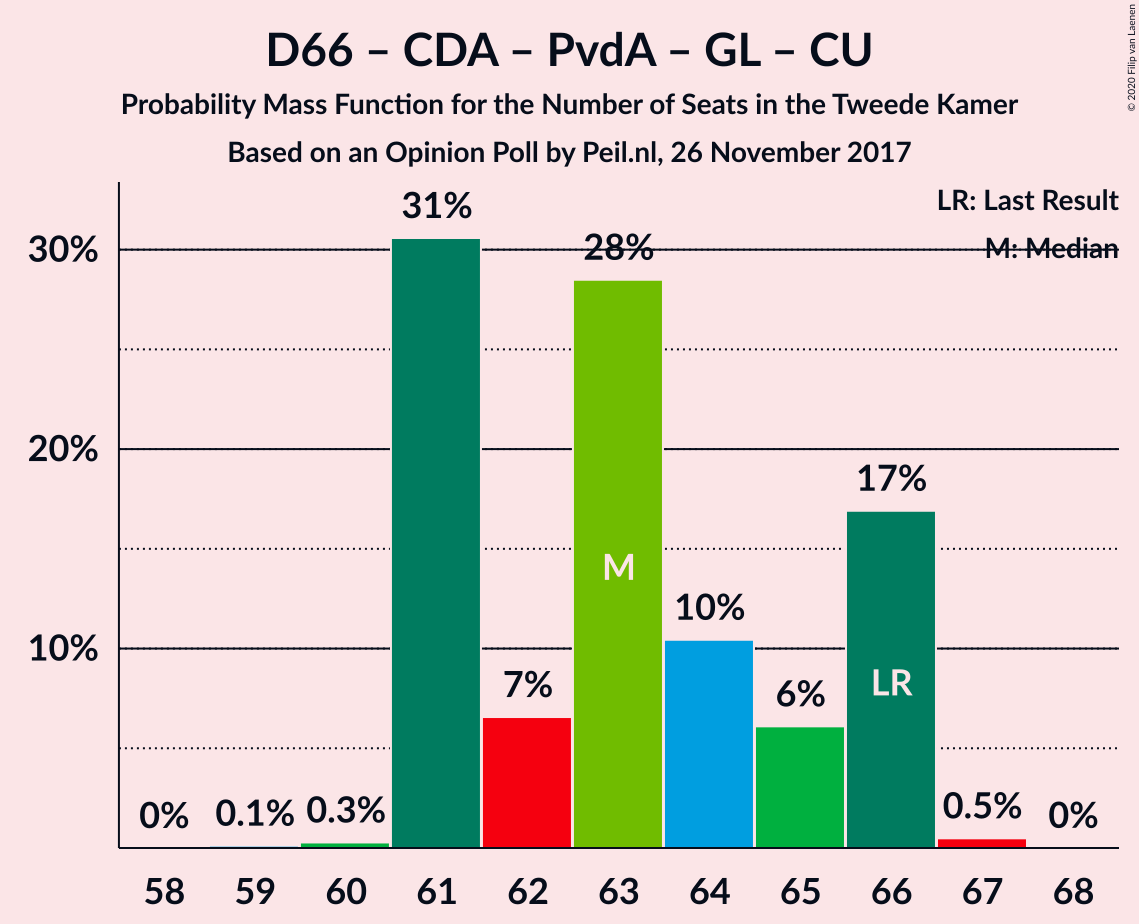 D66 – CDA – PvdA – GL – CU
Probability Mass Function for the Number of Seats in the Tweede Kamer
Based on an Opinion Poll by Peil.nl, 26 November 2017
© 2020 Filip van Laenen
LR: Last Result
M: Median
30%
20%
10%
0%
0.1%
0.3%
31%
7%
28%
10%
6%
17%
0.5%
0%
M
LR
58 59 60 61 62 63 64 65 66 67 68